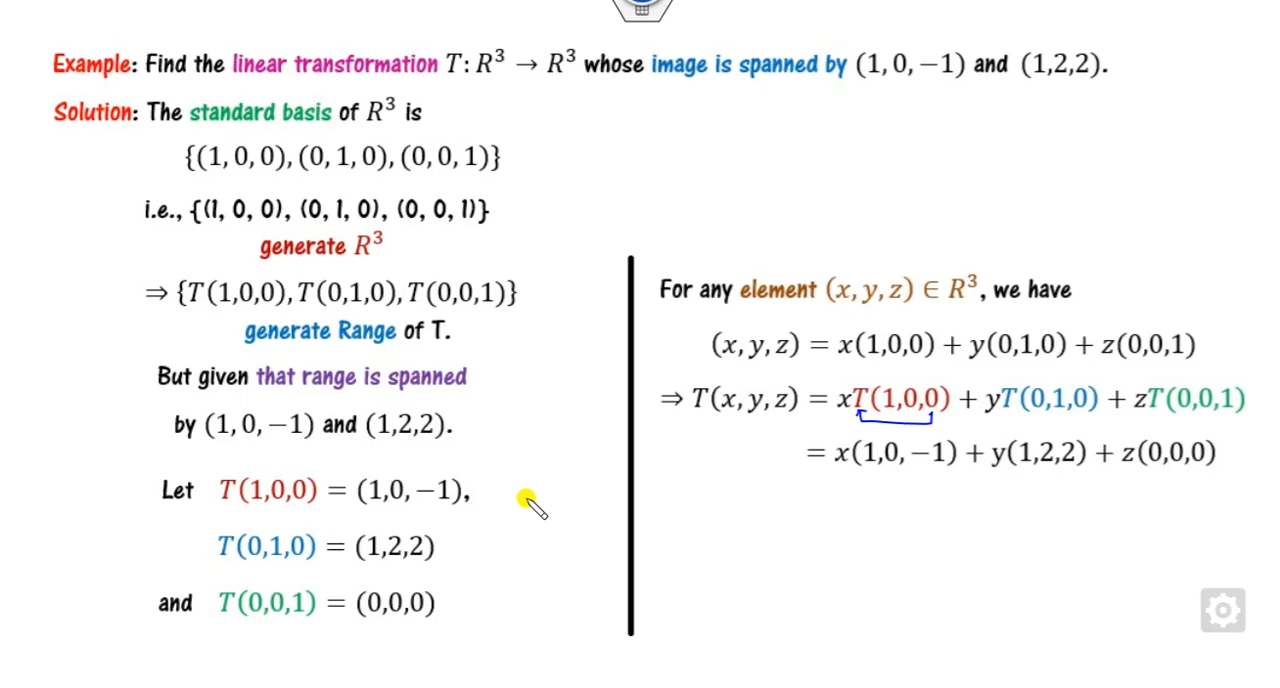 Example: Find the linear transformation T: R³ → R³ whose image is spanned by (1, 0, −1) and (1,2,2).
Solution: The standard basis of R³ is
{(1, 0, 0), (0, 1, 0), (0, 0, 1)}
i.e., {(1, 0, 0), (0, 1, 0), (0, 0, 1)}
generate R³
⇒ {T(1,0,0), T(0,1,0), T(0,0,1)}
generate Range of T.
But given that range is spanned
by (1, 0, −1) and (1,2,2).
Let T(1,0,0) = (1,0,−1),
T(0,1,0) = (1,2,2)
and T(0,0,1) = (0,0,0)
For any element (x, y, z) ∈ R³, we have
(x, y, z) = x(1,0,0) + y(0,1,0) + z(0,0,1)
⇒ T(x, y, z) = xT(1,0,0) + yT(0,1,0) + zT(0,0,1)
= x(1,0, −1) + y(1,2,2) + z(0,0,0)